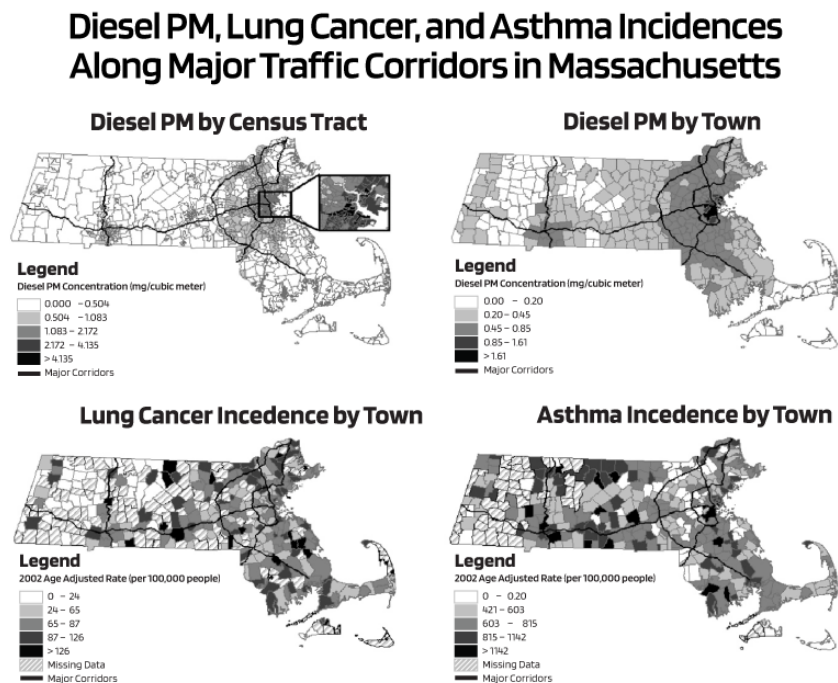 Diesel PM, Lung Cancer, and Asthma Incidences
Along Major Traffic Corridors in Massachusetts
Diesel PM by Census Tract
Legend
Diesel PM Concentration (mg/cubic meter)
0.000 – 0.504
0.504 – 1.083
1.083 – 2.172
2.172 – 4.135
> 4.135
Major Corridors
Diesel PM by Town
Legend
Diesel PM Concentration (mg/cubic meter)
0.00 – 0.20
0.20 – 0.45
0.45 – 0.85
0.85 – 1.61
> 1.61
Major Corridors
Lung Cancer Incedence by Town
Legend
2002 Age Adjusted Rate (per 100,000 people)
0 – 24
24 – 65
65 – 87
87 – 126
> 126
Missing Data
Major Corridors
Asthma Incedence by Town
Legend
2002 Age Adjusted Rate (per 100,000 people)
0 – 0.20
421 – 603
603 – 815
815 – 1142
> 1142
Missing Data
Major Corridors